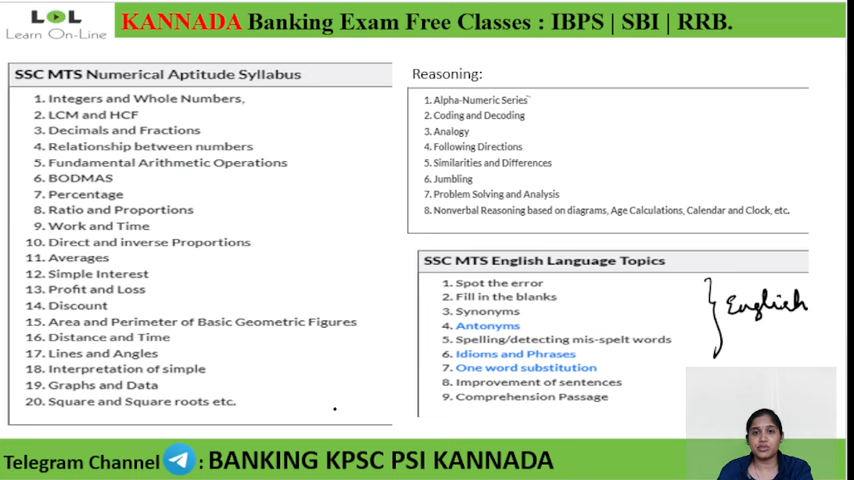 LOL
Learn On-Line
KANNADA Banking Exam Free Classes : IBPS | SBI | RRB.
SSC MTS Numerical Aptitude Syllabus
1. Integers and Whole Numbers,
2. LCM and HCF
3. Decimals and Fractions
4. Relationship between numbers
5. Fundamental Arithmetic Operations
6. BODMAS
7. Percentage
8. Ratio and Proportions
9. Work and Time
10. Direct and inverse Proportions
11. Averages
12. Simple Interest
13. Profit and Loss
14. Discount
15. Area and Perimeter of Basic Geometric Figures
16. Distance and Time
17. Lines and Angles
18. Interpretation of simple
19. Graphs and Data
20. Square and Square roots etc.
Reasoning:
1. Alpha-Numeric Series
2. Coding and Decoding
3. Analogy
4. Following Directions
5. Similarities and Differences
6. Jumbling
7. Problem Solving and Analysis
8. Nonverbal Reasoning based on diagrams, Age Calculations, Calendar and Clock, etc.
SSC MTS English Language Topics
1. Spot the error
2. Fill in the blanks
3. Synonyms
4. Antonyms
5. Spelling/detecting mis-spelt words
6. Idioms and Phrases
7. One word substitution
8. Improvement of sentences
9. Comprehension Passage
English
Telegram Channel : BANKING KPSC PSI KANNADA